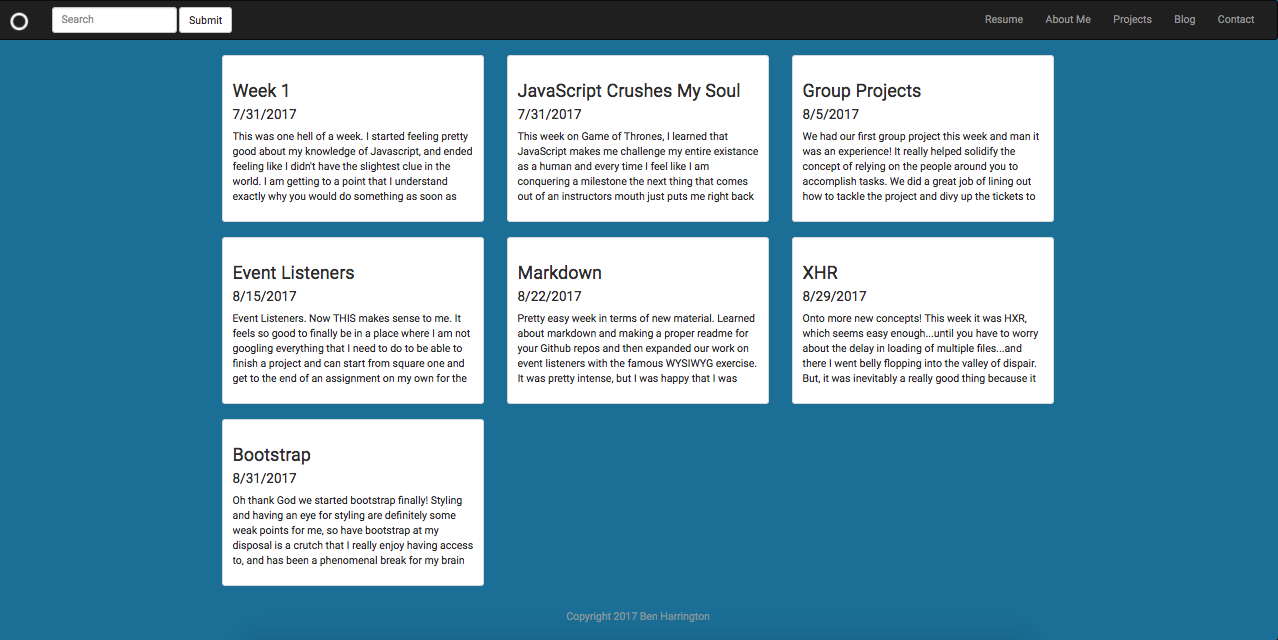 Search
Submit
Resume
About Me
Projects
Blog
Contact
Week 1
7/31/2017
This was one hell of a week. I started feeling pretty
good about my knowledge of Javascript, and ended
feeling like I didn't have the slightest clue in the
world. I am getting to a point that I understand
exactly why you would do something as soon as
JavaScript Crushes My Soul
7/31/2017
This week on Game of Thrones, I learned that
JavaScript makes me challenge my entire existance
as a human and every time I feel like I am
conquering a milestone the next thing that comes
out of an instructors mouth just puts me right back
Group Projects
8/5/2017
We had our first group project this week and man it
was an experience! It really helped solidify the
concept of relying on the people around you to
accomplish tasks. We did a great job of lining out
how to tackle the project and divy up the tickets to
Event Listeners
8/15/2017
Event Listeners. Now THIS makes sense to me. It
feels so good to finally be in a place where I am not
googling everything that I need to do to be able to
finish a project and can start from square one and
get to the end of an assignment on my own for the
Markdown
8/22/2017
Pretty easy week in terms of new material. Learned
about markdown and making a proper readme for
your Github repos and then expanded our work on
event listeners with the famous WYSIWYG exercise.
It was pretty intense, but I was happy that I was
XHR
8/29/2017
Onto more new concepts! This week it was HXR,
which seems easy enough...until you have to worry
about the delay in loading of multiple files...and
there I went belly flopping into the valley of dispair.
But, it was inevitably a really good thing because it
Bootstrap
8/31/2017
Oh thank God we started bootstrap finally! Styling
and having an eye for styling are definitely some
weak points for me, so have bootstrap at my
disposal is a crutch that I really enjoy having access
to, and has been a phenomenal break for my brain
Copyright 2017 Ben Harrington